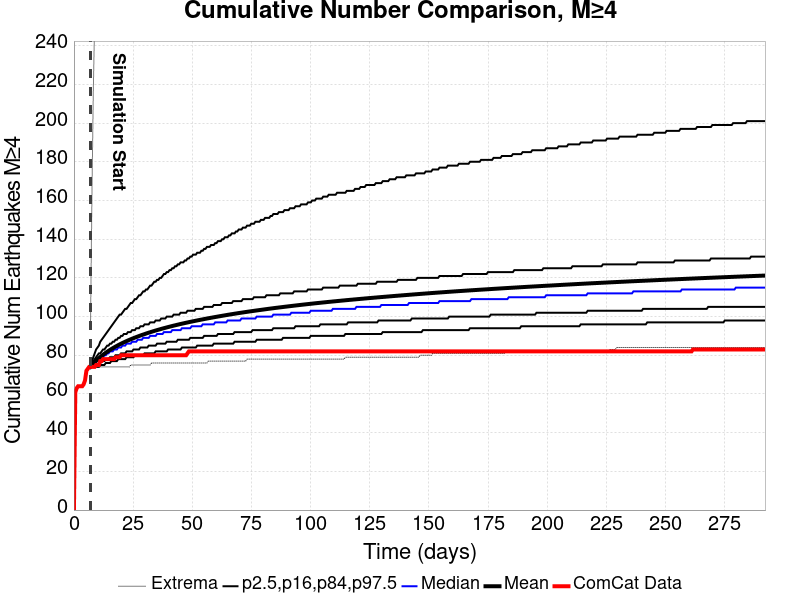 Cumulative Number Comparison, M≥4
Cumulative Num Earthquakes M≥4
240
220
200
180
160
140
120
100
80
60
40
20
0
Simulation Start
0 25 50 75 100 125 150 175 200 225 250 275
Time (days)
Extrema p2.5,p16,p84,p97.5 Median Mean ComCat Data